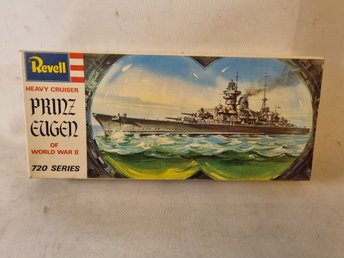 Revell
HEAVY CRUISER
PRINZ
EUGEN
OF
WORLD WAR II
720 SERIES